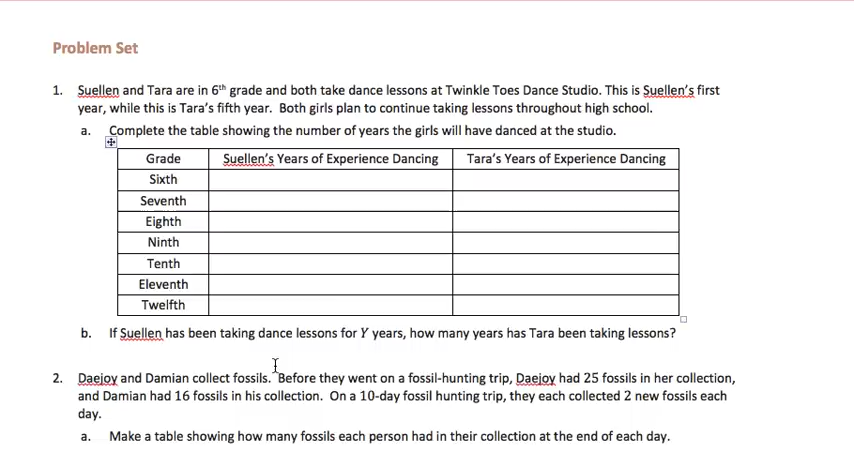 Problem Set
1. Suellen and Tara are in 6th grade and both take dance lessons at Twinkle Toes Dance Studio. This is Suellen's first
year, while this is Tara's fifth year. Both girls plan to continue taking lessons throughout high school.
a. Complete the table showing the number of years the girls will have danced at the studio.
Grade Suellen's Years of Experience Dancing Tara's Years of Experience Dancing
Sixth
Seventh
Eighth
Ninth
Tenth
Eleventh
Twelfth
b. If Suellen has been taking dance lessons for Y years, how many years has Tara been taking lessons?
2. Daejoy and Damian collect fossils. Before they went on a fossil-hunting trip, Daejoy had 25 fossils in her collection,
and Damian had 16 fossils in his collection. On a 10-day fossil hunting trip, they each collected 2 new fossils each
day.
a. Make a table showing how many fossils each person had in their collection at the end of each day.